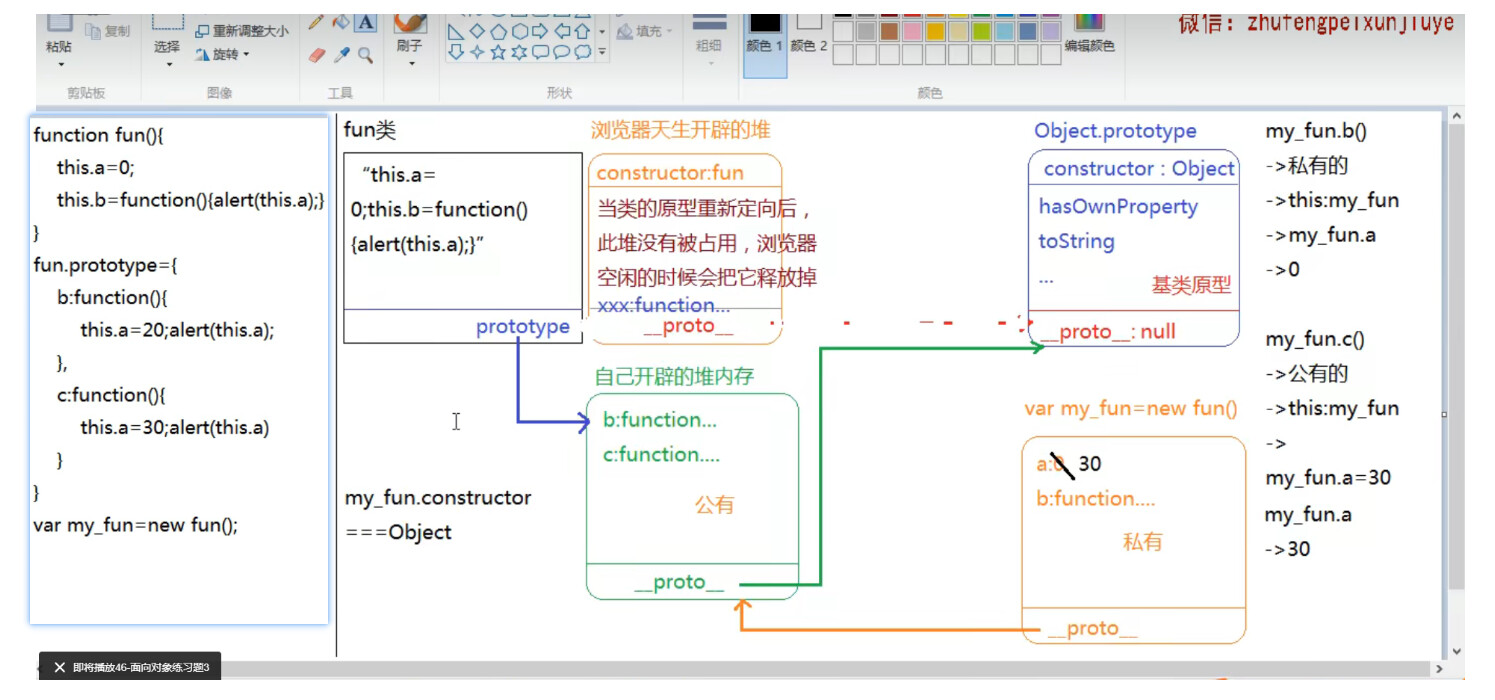 微信：zhufengpeixunjiuye
粘贴
复制
剪贴板
选择
重新调整大小
旋转
图像
工具
刷子
填充
形状
粗细
颜色 1
颜色 2
编辑颜色
颜色
function fun(){
this.a=0;
this.b=function(){alert(this.a);}
}
fun.prototype={
b:function(){
this.a=20;alert(this.a);
},
c:function(){
this.a=30;alert(this.a)
}
}
var my_fun=new fun();
fun类
“this.a=
0;this.b=function()
{alert(this.a);}”
prototype
my_fun.constructor
===Object
浏览器天生开辟的堆
constructor:fun
当类的原型重新定向后，
此堆没有被占用，浏览器
空闲的时候会把它释放掉
xxx:function...
__proto__
自己开辟的堆内存
b:function...
c:function....
公有
__proto__
Object.prototype
constructor : Object
hasOwnProperty
toString
...
基类原型
__proto__: null
var my_fun=new fun()
a:0 30
b:function....
私有
__proto__
my_fun.b()
->私有的
->this:my_fun
->my_fun.a
->0
my_fun.c()
->公有的
->this:my_fun
->
my_fun.a=30
my_fun.a
->30
即将播放46-面向对象练习题3